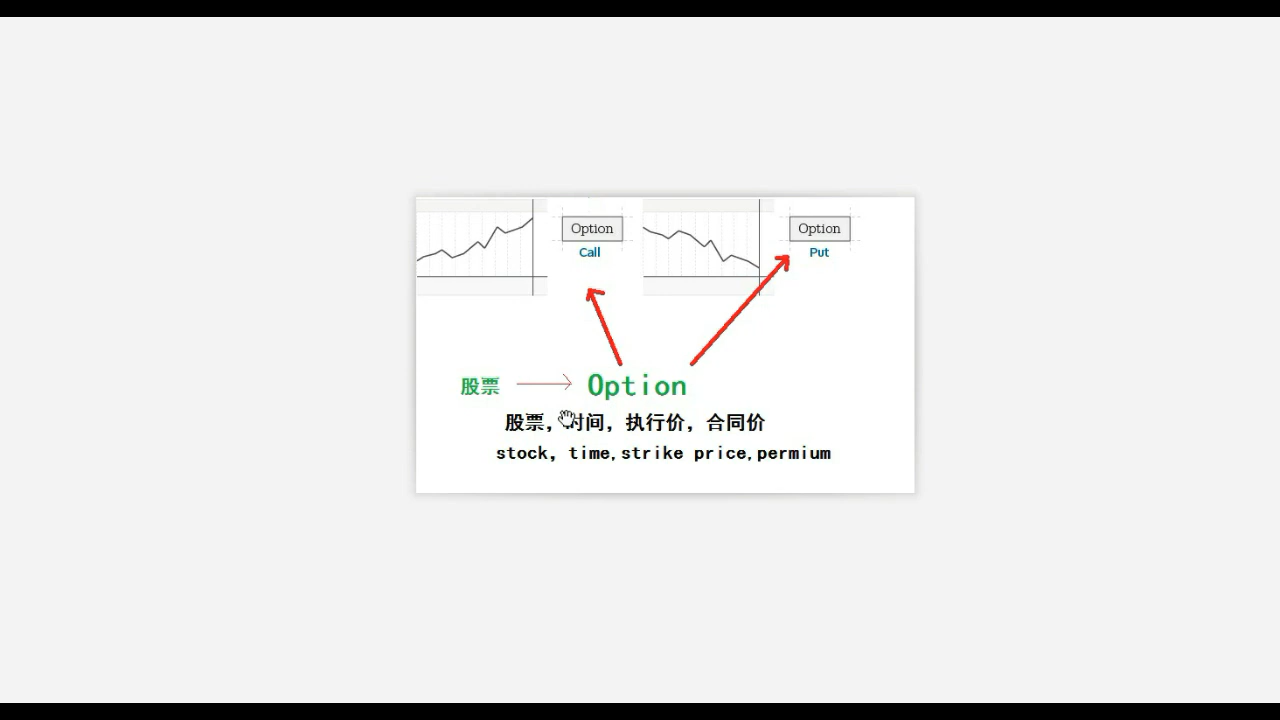 Option
Call
Option
Put
股票
Option
股票，时间，执行价，合同价
stock, time,strike price,permium